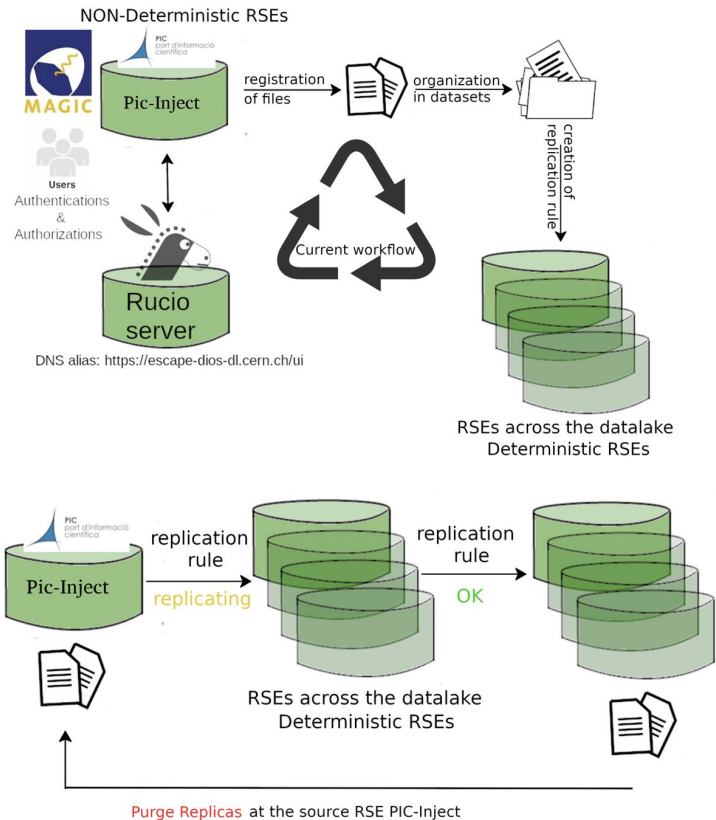 NON-Deterministic RSEs
PIC
port d'informació
científica
MAGIC
Pic-Inject
registration
of files
organization
in datasets
creation of
replication rule
Users
Authentications
&
Authorizations
Current workflow
Rucio
server
DNS alias: https://escape-dios-dl.cern.ch/ui
RSEs across the datalake
Deterministic RSEs
PIC
port d'informació
científica
Pic-Inject
replication
rule
replicating
replication
rule
OK
RSEs across the datalake
Deterministic RSEs
Purge Replicas at the source RSE PIC-Inject